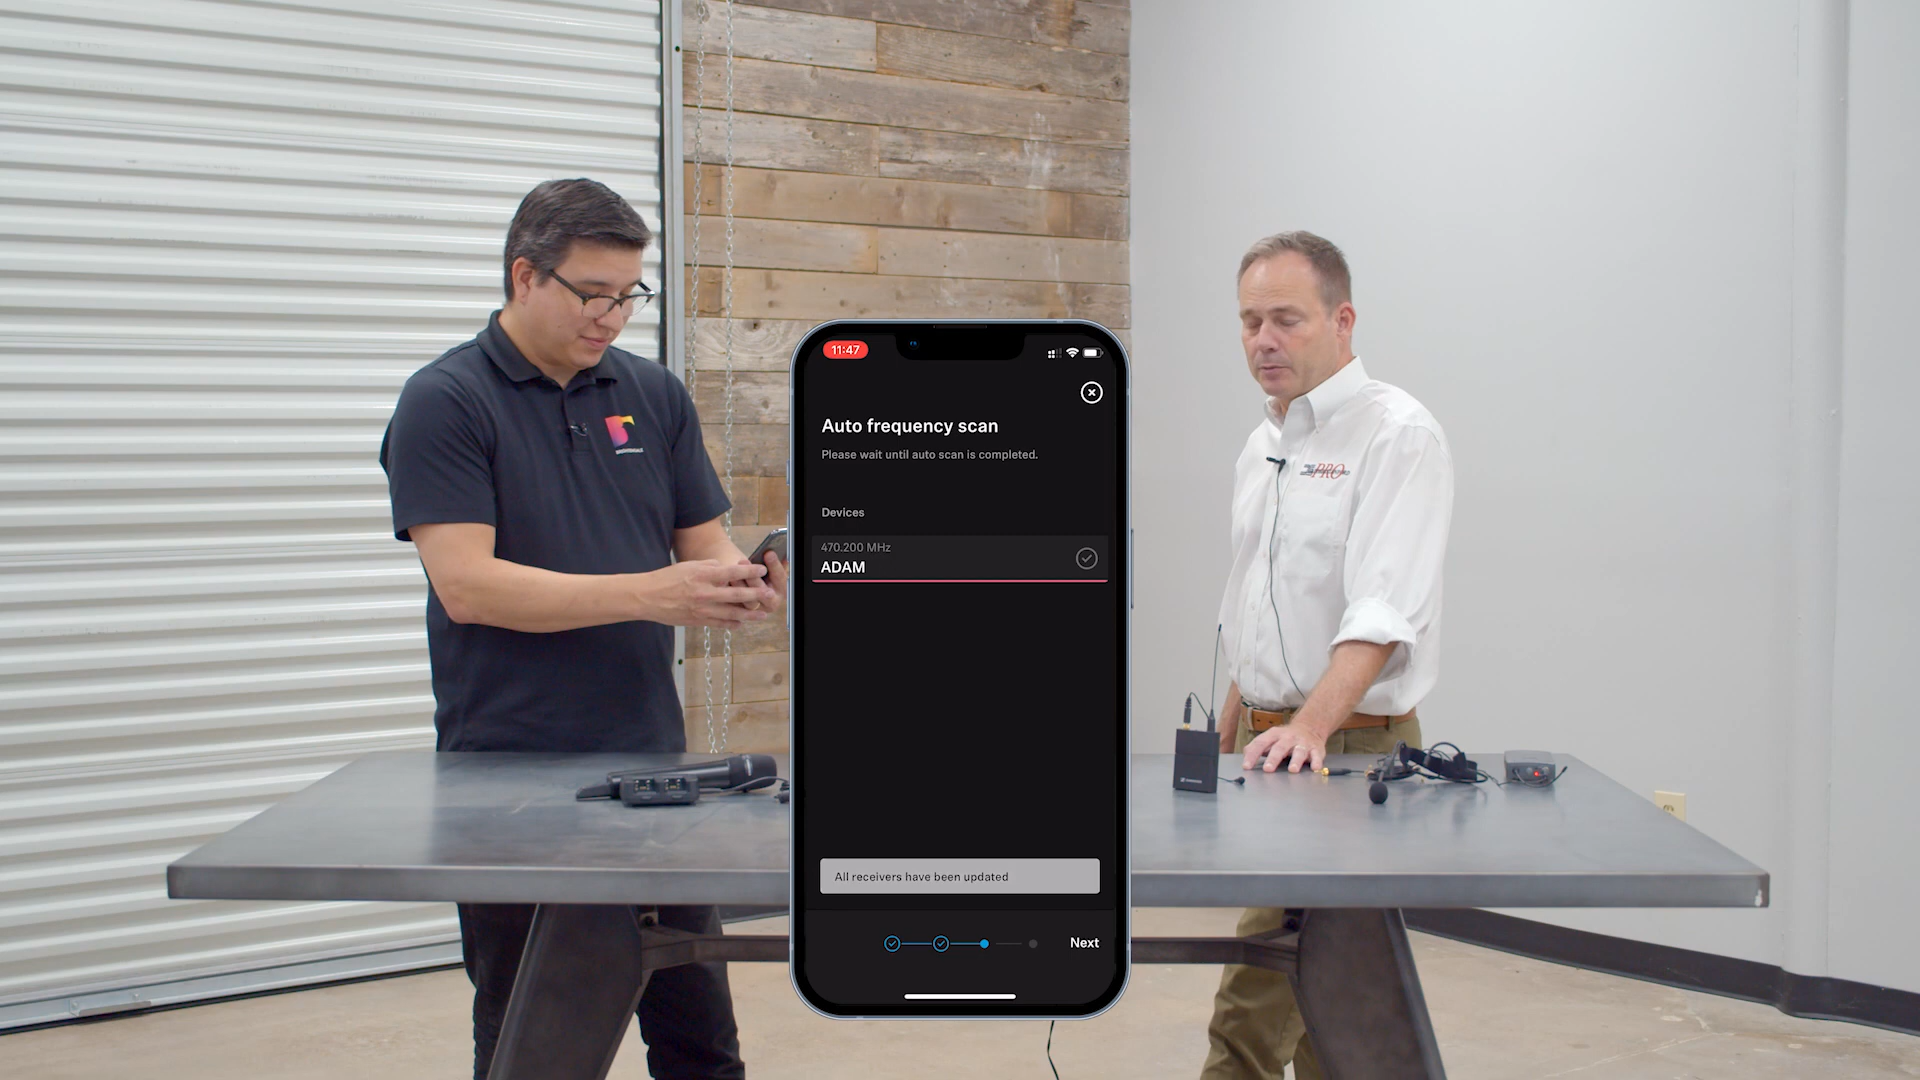 11:47
Auto frequency scan
Please wait until auto scan is completed.
Devices
470.200 MHz
ADAM
All receivers have been updated
Next
PRO